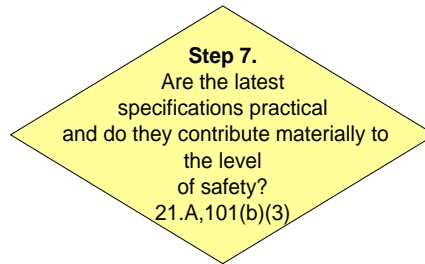 Step 7.
Are the latest
specifications practical
and do they contribute materially to
the level
of safety?
21.A,101(b)(3)